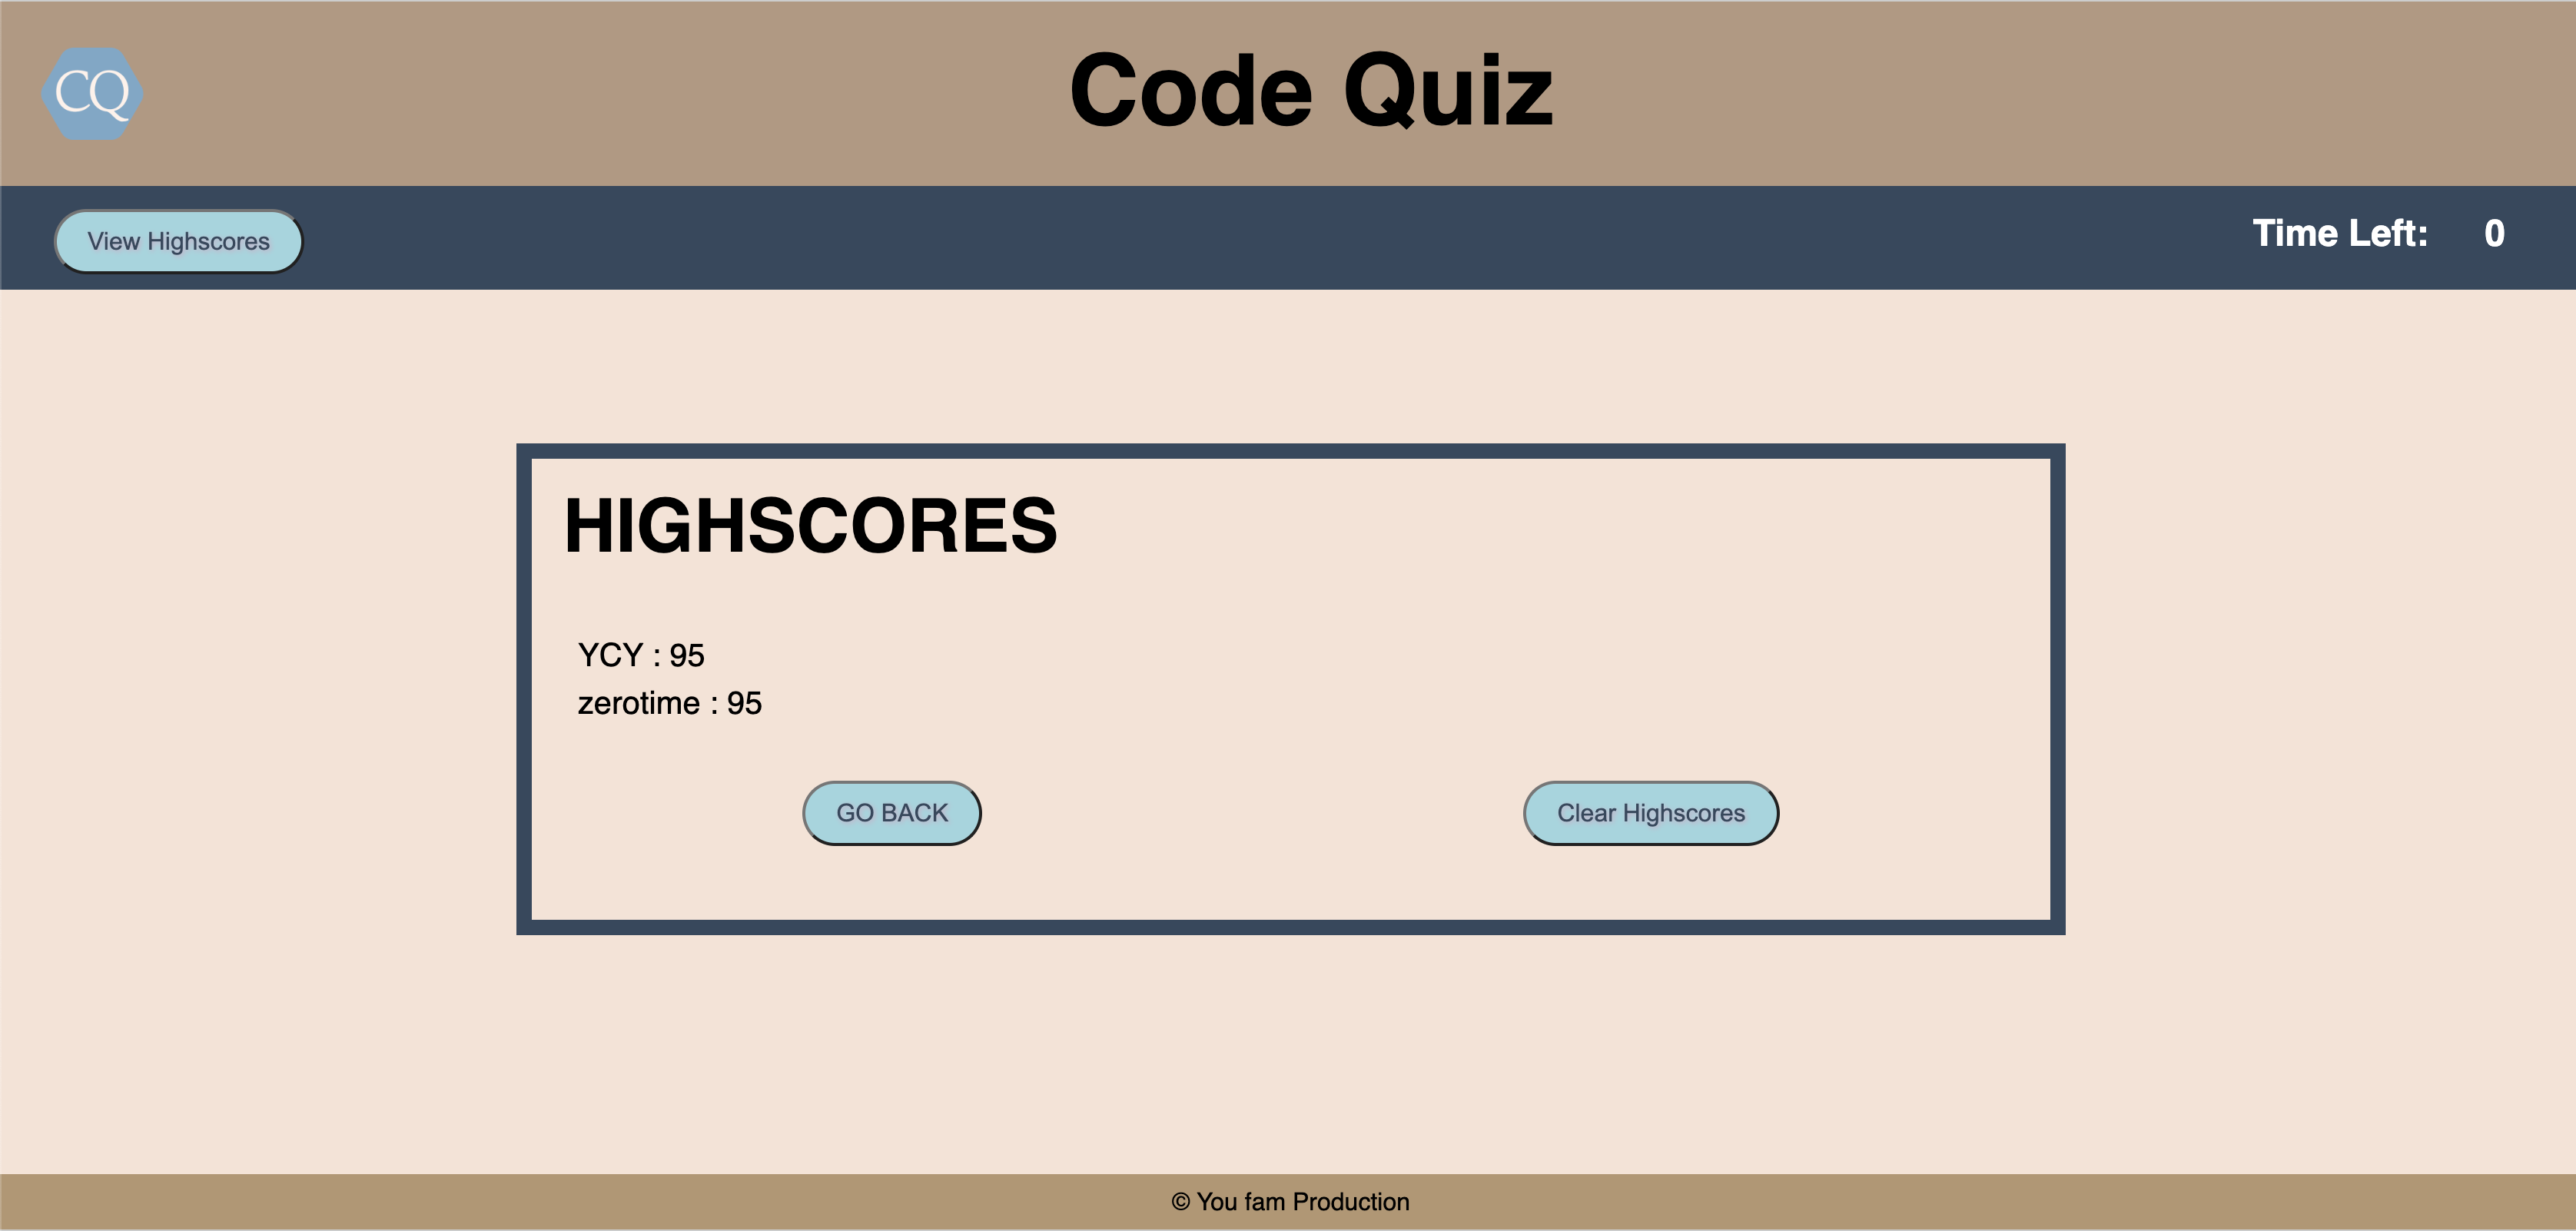 CQ
Code Quiz
View Highscores
Time Left: 0
HIGHSCORES
YCY : 95
zerotime : 95
GO BACK
Clear Highscores
© You fam Production